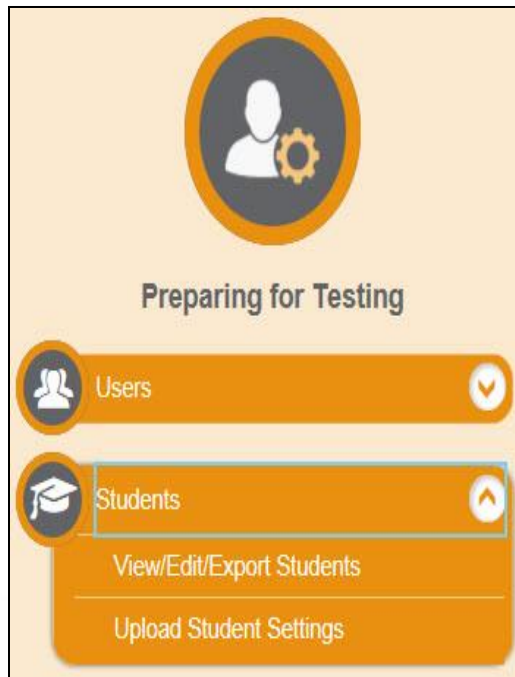 Preparing for Testing
Users
Students
View/Edit/Export Students
Upload Student Settings